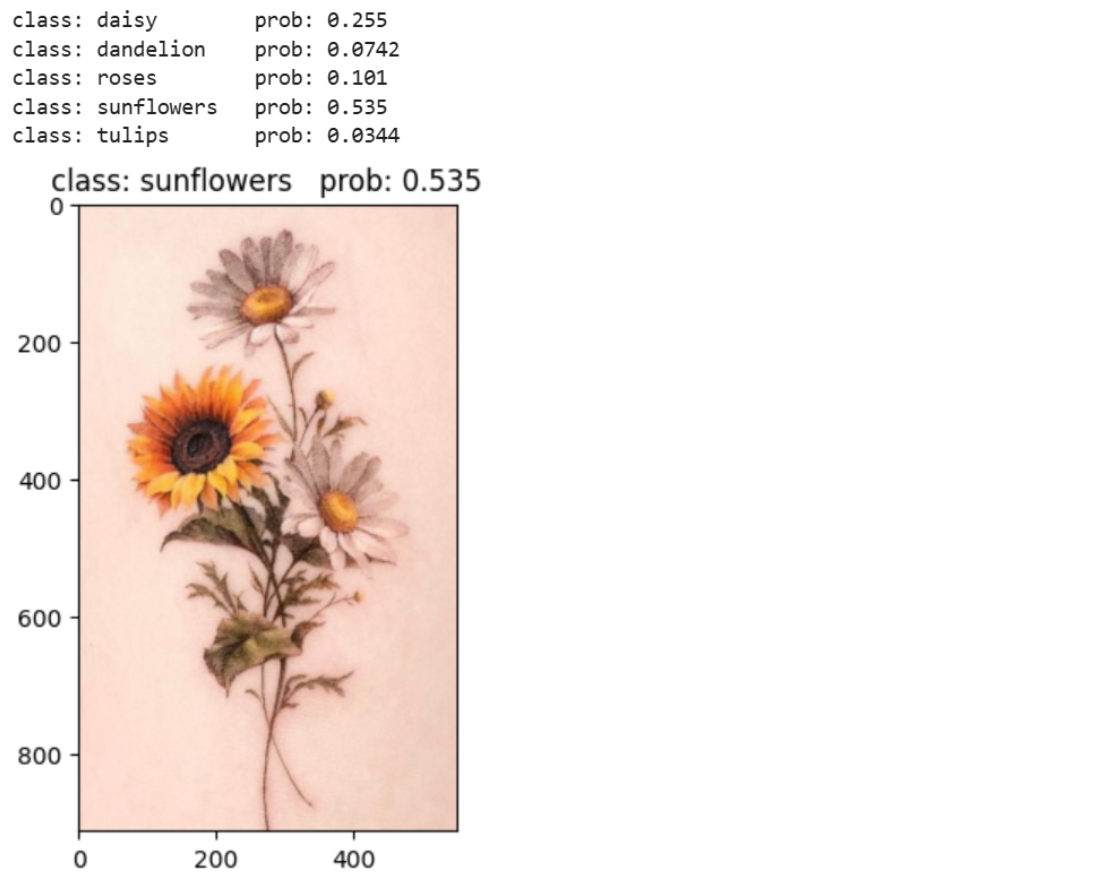 class: daisy prob: 0.255
class: dandelion prob: 0.0742
class: roses prob: 0.101
class: sunflowers prob: 0.535
class: tulips prob: 0.0344
class: sunflowers prob: 0.535
0
200
400
600
800
0 200 400